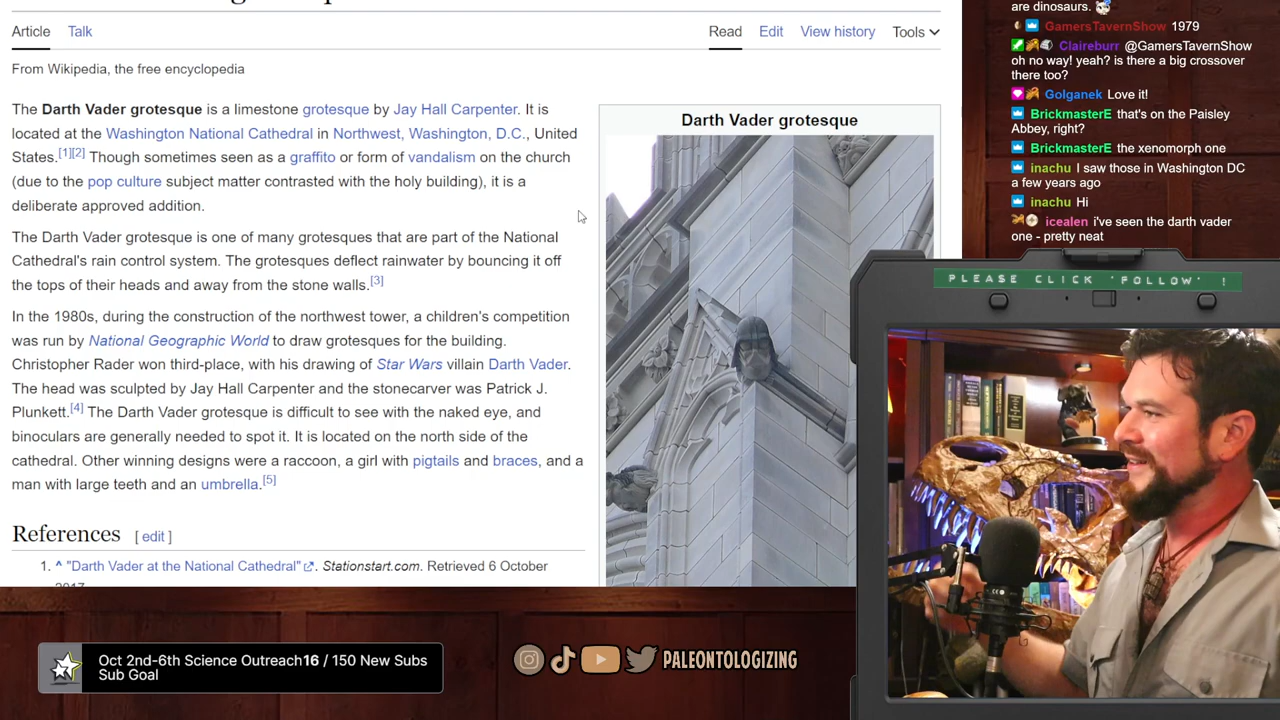 Article Talk Read Edit View history Tools
From Wikipedia, the free encyclopedia
The Darth Vader grotesque is a limestone grotesque by Jay Hall Carpenter. It is
located at the Washington National Cathedral in Northwest, Washington, D.C., United
States.[1][2] Though sometimes seen as a graffito or form of vandalism on the church
(due to the pop culture subject matter contrasted with the holy building), it is a
deliberate approved addition.
The Darth Vader grotesque is one of many grotesques that are part of the National
Cathedral's rain control system. The grotesques deflect rainwater by bouncing it off
the tops of their heads and away from the stone walls.[3]
In the 1980s, during the construction of the northwest tower, a children's competition
was run by National Geographic World to draw grotesques for the building.
Christopher Rader won third-place, with his drawing of Star Wars villain Darth Vader.
The head was sculpted by Jay Hall Carpenter and the stonecarver was Patrick J.
Plunkett.[4] The Darth Vader grotesque is difficult to see with the naked eye, and
binoculars are generally needed to spot it. It is located on the north side of the
cathedral. Other winning designs were a raccoon, a girl with pigtails and braces, and a
man with large teeth and an umbrella.[5]
References [ edit ]
1. ^ "Darth Vader at the National Cathedral". Stationstart.com. Retrieved 6 October
2017
Darth Vader grotesque
are dinosaurs.
GamersTavernShow 1979
Claireburr @GamersTavernShow
oh no way! yeah? is there a big crossover
there too?
Golganek Love it!
BrickmasterE that's on the Paisley
Abbey, right?
BrickmasterE the xenomorph one
inachu I saw those in Washington DC
a few years ago
inachu Hi
icealen i've seen the darth vader
one - pretty neat
PLEASE CLICK 'FOLLOW' !
Oct 2nd-6th Science Outreach16 / 150 New Subs
Sub Goal
PALEONTOLOGIZING